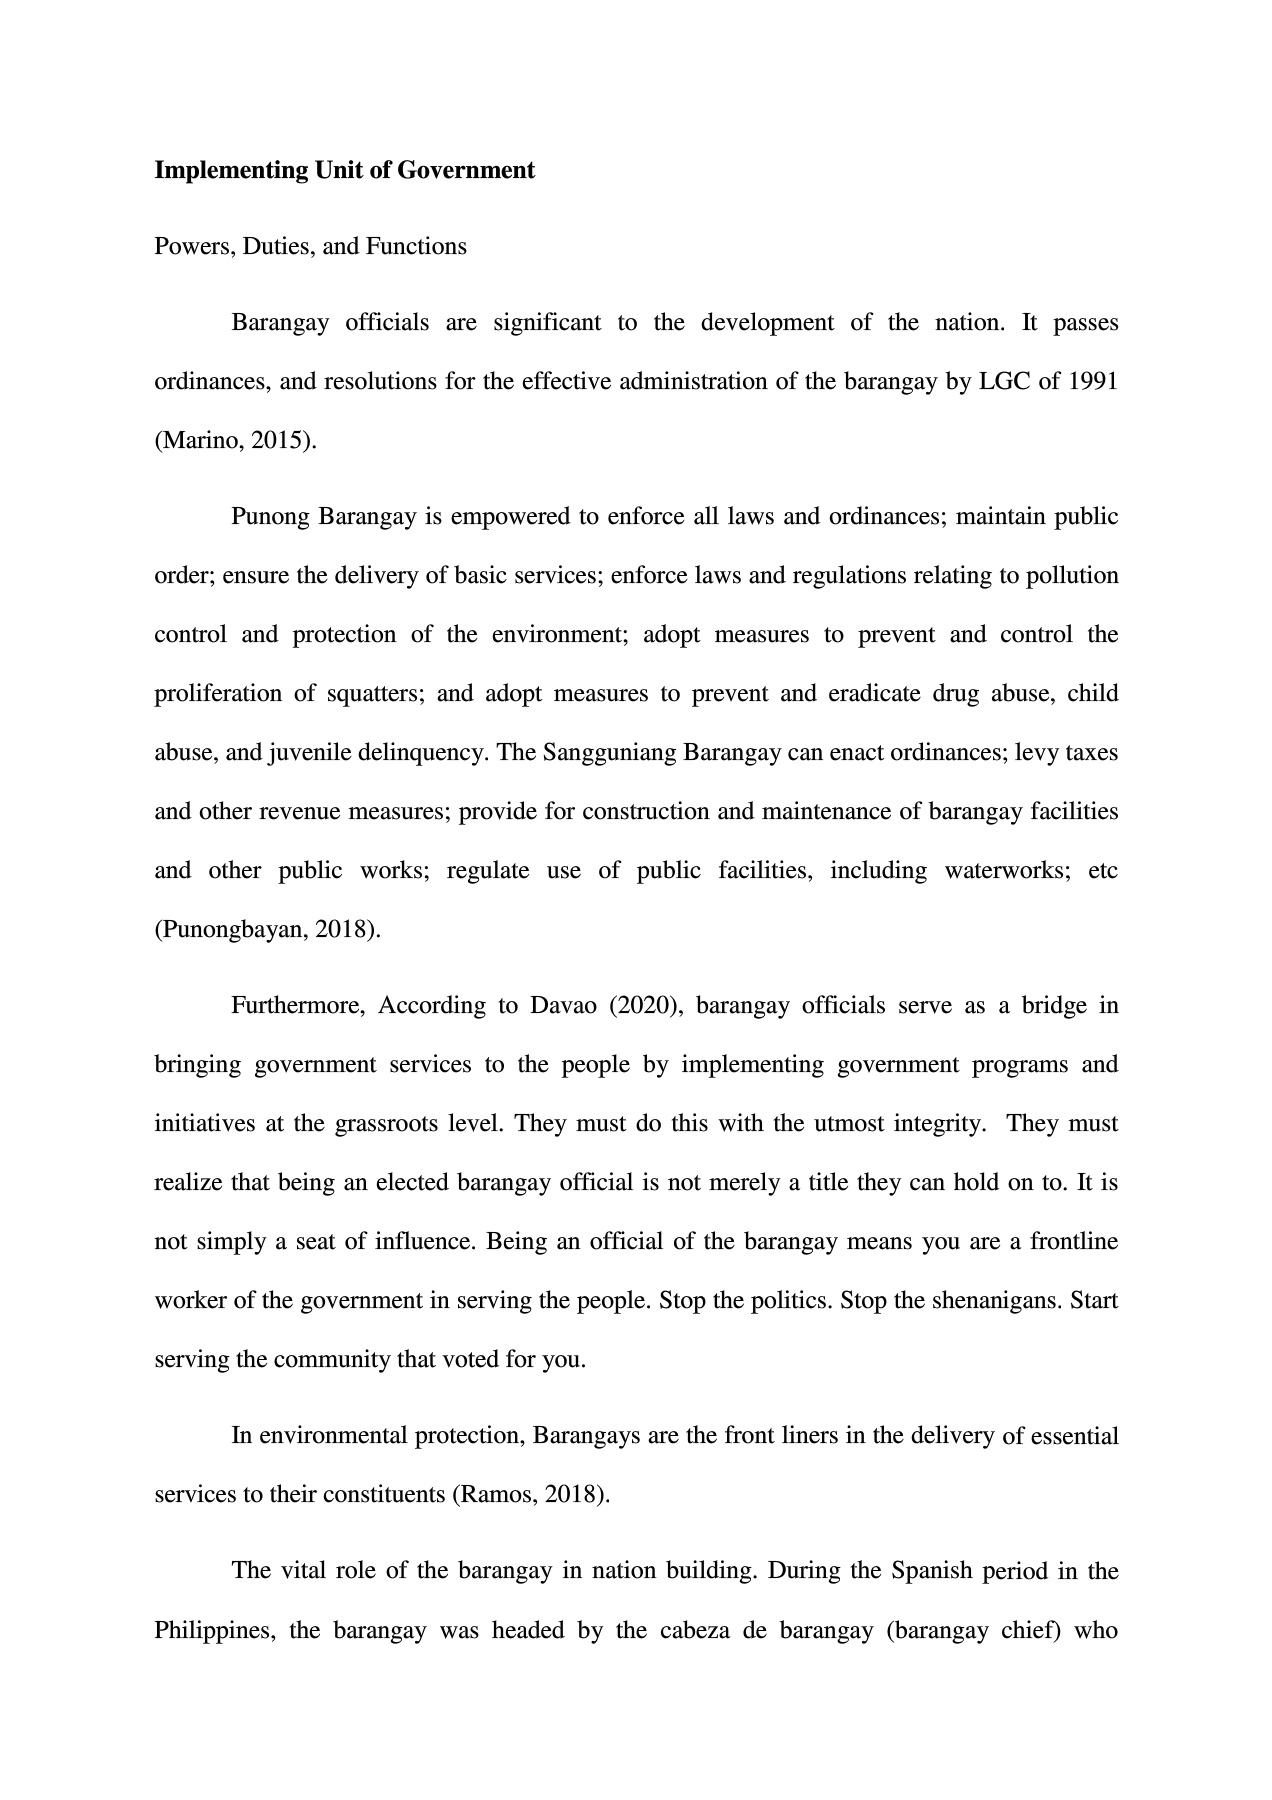 Implementing Unit of Government
Powers, Duties, and Functions
Barangay officials are significant to the development of the nation. It passes
ordinances, and resolutions for the effective administration of the barangay by LGC of 1991
(Marino, 2015).
Punong Barangay is empowered to enforce all laws and ordinances; maintain public
order; ensure the delivery of basic services; enforce laws and regulations relating to pollution
control and protection of the environment; adopt measures to prevent and control the
proliferation of squatters; and adopt measures to prevent and eradicate drug abuse, child
abuse, and juvenile delinquency. The Sangguniang Barangay can enact ordinances; levy taxes
and other revenue measures; provide for construction and maintenance of barangay facilities
and other public works; regulate use of public facilities, including waterworks; etc
(Punongbayan, 2018).
Furthermore, According to Davao (2020), barangay officials serve as a bridge in
bringing government services to the people by implementing government programs and
initiatives at the grassroots level. They must do this with the utmost integrity.  They must
realize that being an elected barangay official is not merely a title they can hold on to. It is
not simply a seat of influence. Being an official of the barangay means you are a frontline
worker of the government in serving the people. Stop the politics. Stop the shenanigans. Start
serving the community that voted for you.
In environmental protection, Barangays are the front liners in the delivery of essential
services to their constituents (Ramos, 2018).
The vital role of the barangay in nation building. During the Spanish period in the
Philippines, the barangay was headed by the cabeza de barangay (barangay chief) who